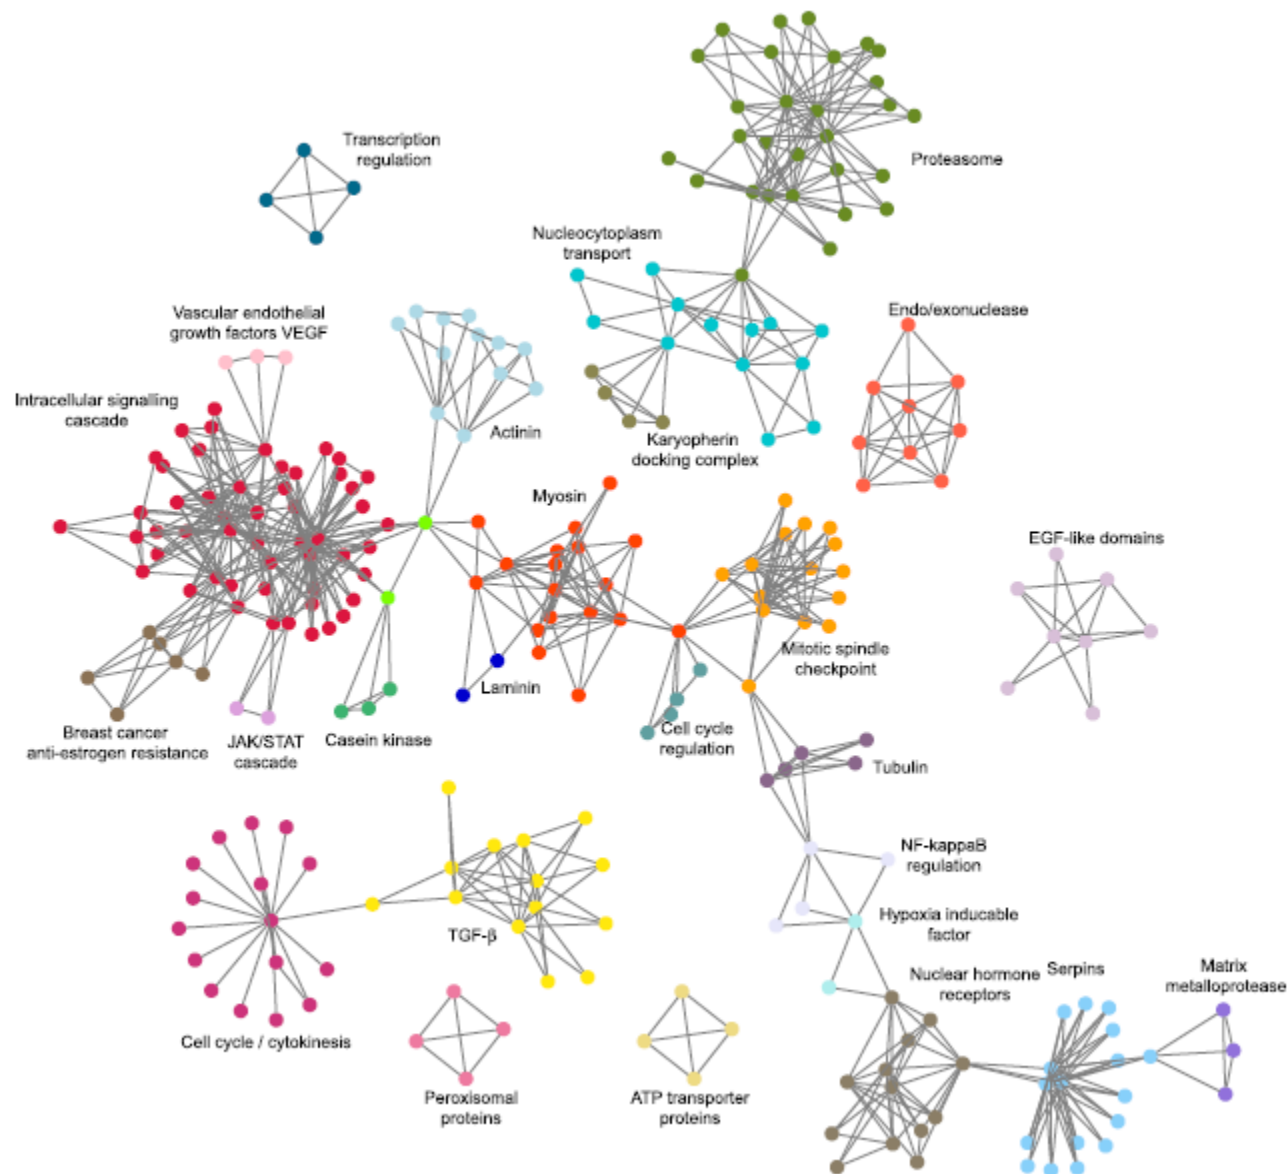 Transcription
regulation
Proteasome
Nucleocytoplasm
transport
Vascular endothelial
growth factors VEGF
Endo/exonuclease
Intracellular signalling
cascade
Actinin
Karyopherin
docking complex
Myosin
EGF-like domains
Mitotic spindle
checkpoint
Laminin
Breast cancer
anti-estrogen resistance
JAK/STAT
cascade
Casein kinase
Cell cycle
regulation
Tubulin
NF-kappaB
regulation
Hypoxia inducable
factor
TGF-β
Nuclear hormone
receptors
Serpins
Matrix
metalloprotease
Cell cycle / cytokinesis
Peroxisomal
proteins
ATP transporter
proteins